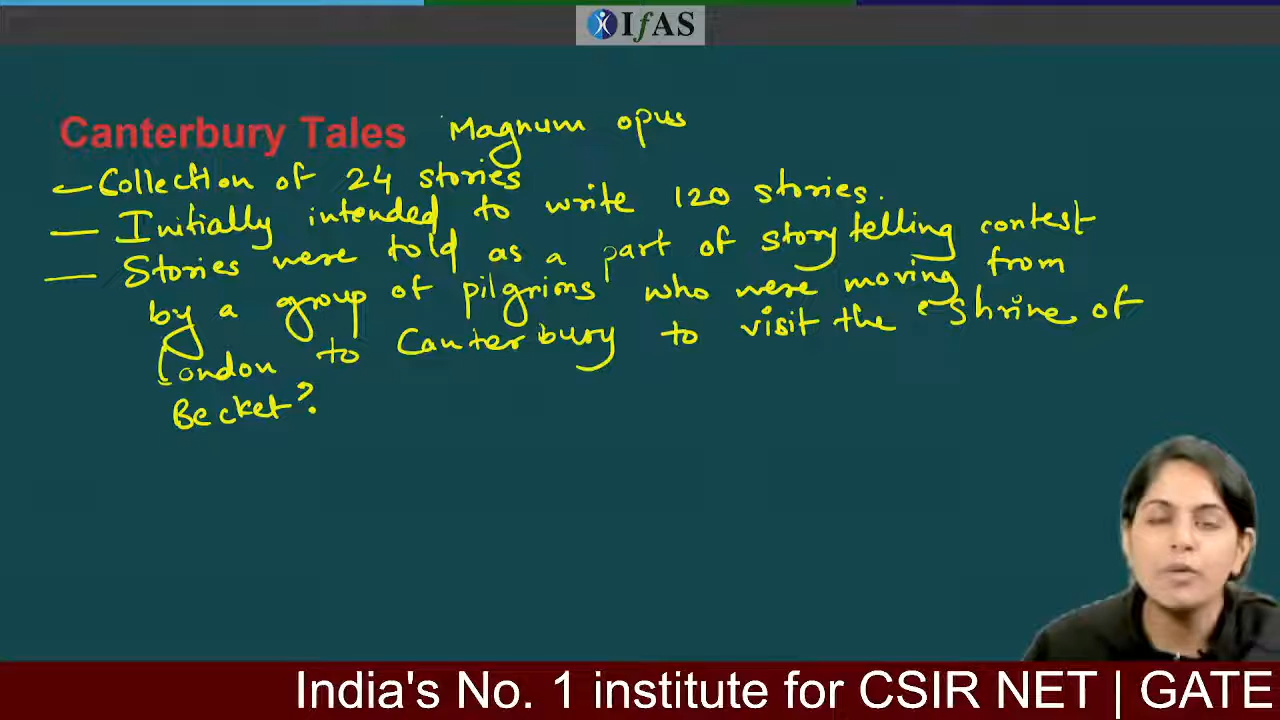 IfAS
Canterbury Tales Magnum opus
— Collection of 24 stories
— Initially intended to write 120 stories.
— Stories were told as a part of story telling contest
by a group of pilgrims who were moving from
London to Canterbury to visit the shrine of
Becket?
India's No. 1 institute for CSIR NET | GATE